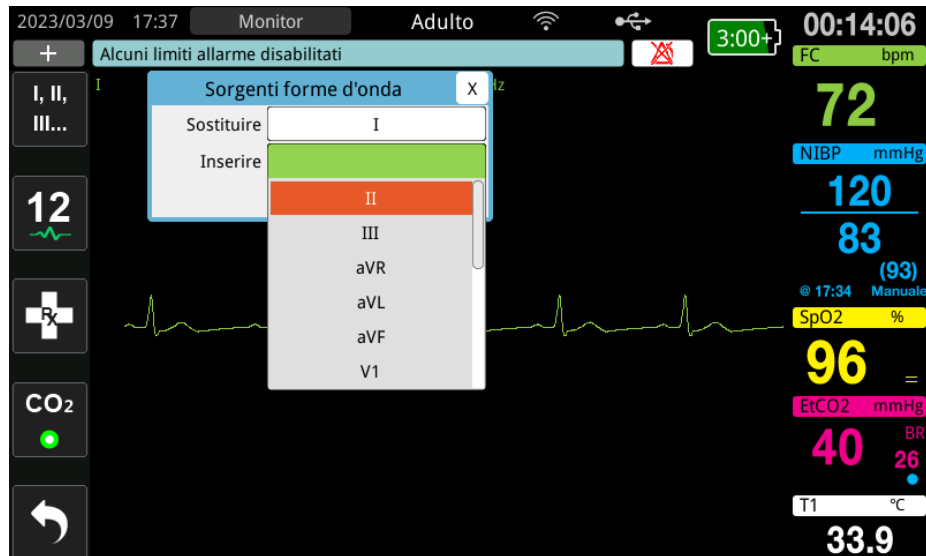 2023/03/09 17:37 Monitor Adulto 3:00+ 00:14:06
+ Alcuni limiti allarme disabilitati
FC bpm
72
I, II,
III...
I
Sorgenti forme d'onda X
Sostituire I
Inserire
II
III
aVR
aVL
aVF
V1
12
Rx
CO2
NIBP mmHg
120
83
(93)
@ 17:34 Manuale
SpO2 %
96
EtCO2 mmHg
40
BR
26
T1 °C
33.9